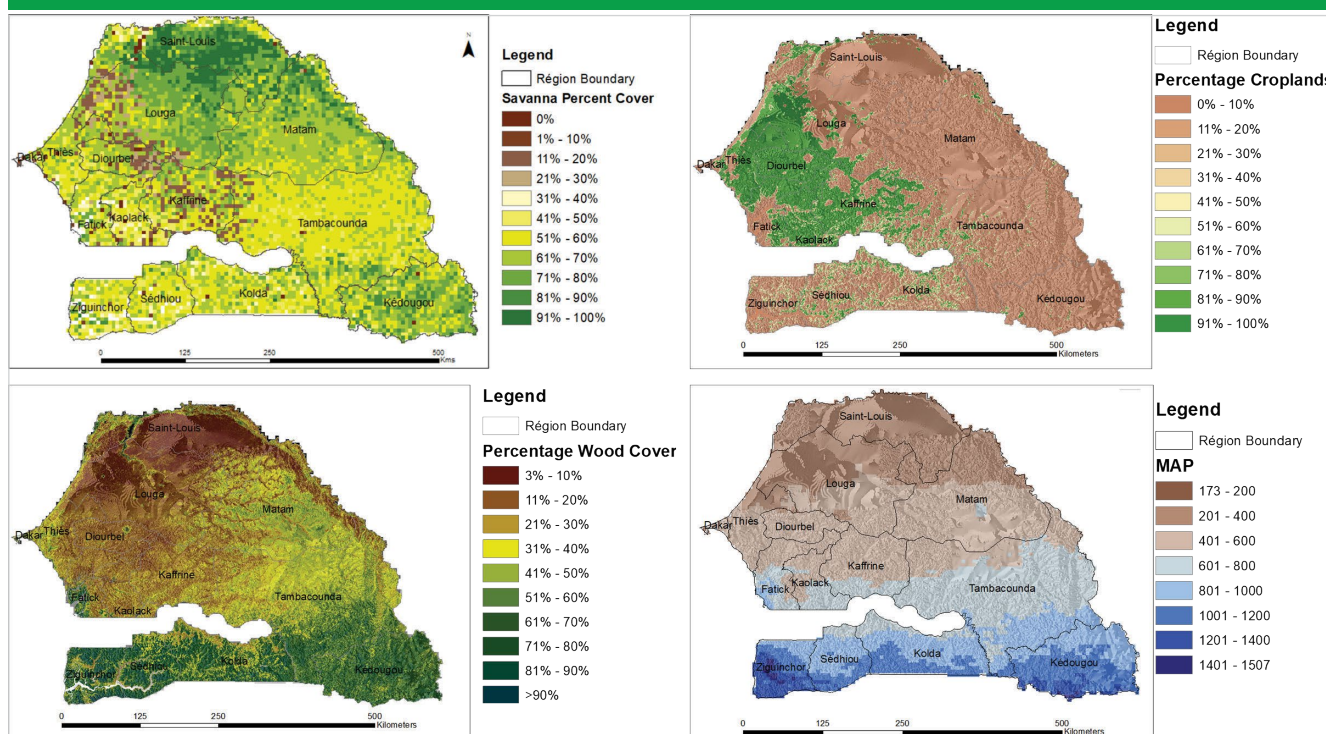 Saint-Louis
Louga
Matam
Dakar
Thiès
Diourbel
Kaffrine
Fatick
Kaolack
Tambacounda
Ziguinchor
Sédhiou
Kolda
Kédougou
0 125 250 500
Kms
N
Legend
Région Boundary
Savanna Percent Cover
0%
1% - 10%
11% - 20%
21% - 30%
31% - 40%
41% - 50%
51% - 60%
61% - 70%
71% - 80%
81% - 90%
91% - 100%
Saint-Louis
Louga
Matam
Dakar
Thiès
Diourbel
Kaffrine
Fatick
Kaolack
Tambacounda
Ziguinchor
Sédhiou
Kolda
Kédougou
0 125 250 500
Kilometers
Legend
Région Boundary
Percentage Croplands
0% - 10%
11% - 20%
21% - 30%
31% - 40%
41% - 50%
51% - 60%
61% - 70%
71% - 80%
81% - 90%
91% - 100%
Saint-Louis
Louga
Matam
Dakar
Thiès
Diourbel
Kaffrine
Fatick
Kaolack
Tambacounda
Ziguinchor
Sédhiou
Kolda
Kédougou
0 125 250 500
Kilometers
Legend
Région Boundary
Percentage Wood Cover
3% - 10%
11% - 20%
21% - 30%
31% - 40%
41% - 50%
51% - 60%
61% - 70%
71% - 80%
81% - 90%
>90%
Saint-Louis
Louga
Matam
Dakar
Thiès
Diourbel
Kaffrine
Fatick
Kaolack
Tambacounda
Ziguinchor
Sédhiou
Kolda
Kédougou
0 125 250 500
Kilometers
Legend
Région Boundary
MAP
173 - 200
201 - 400
401 - 600
601 - 800
801 - 1000
1001 - 1200
1201 - 1400
1401 - 1507